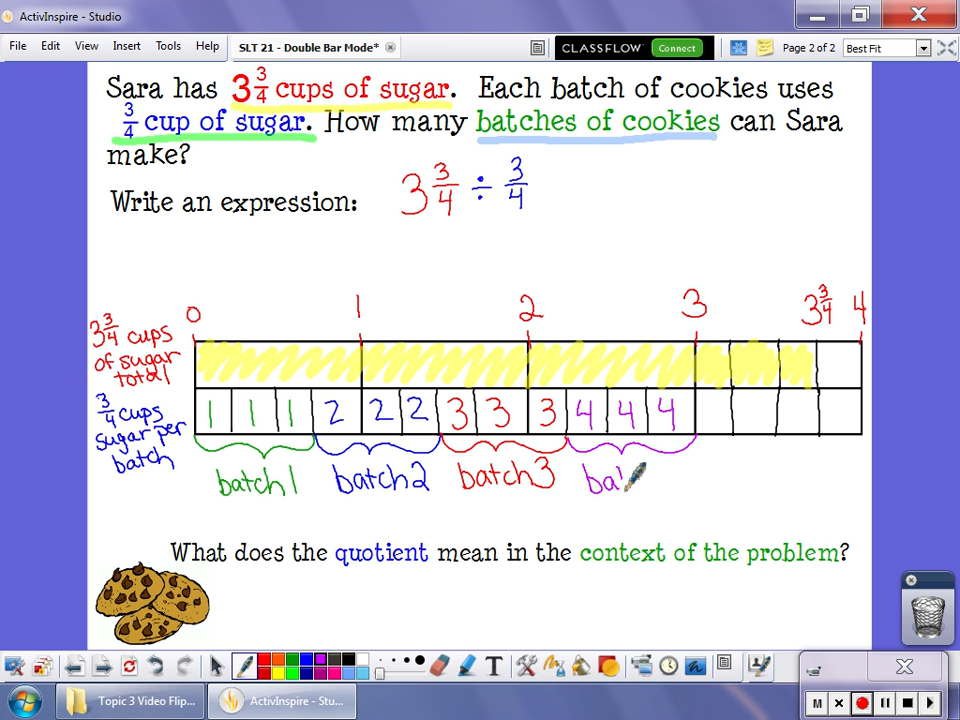 ActivInspire - Studio
File Edit View Insert Tools Help
SLT 21 - Double Bar Mode*
CLASSFLOW Connect
Page 2 of 2
Best Fit
Sara has 3 3/4 cups of sugar. Each batch of cookies uses
3/4 cup of sugar. How many batches of cookies can Sara
make?
Write an expression: 3 3/4 ÷ 3/4
0 1 2 3 3 3/4 4
3 3/4 cups
of sugar
total
3/4 cups
sugar per
batch
1 1 1 2 2 2 3 3 3 4 4 4
batch 1 batch 2 batch 3 ba
What does the quotient mean in the context of the problem?
T
Topic 3 Video Flip...
ActivInspire - Stu...
M